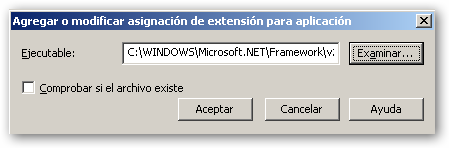 Agregar o modificar asignación de extensión para aplicación
Ejecutable: C:\WINDOWS\Microsoft.NET\Framework\v: Examinar...
Comprobar si el archivo existe
Aceptar Cancelar Ayuda